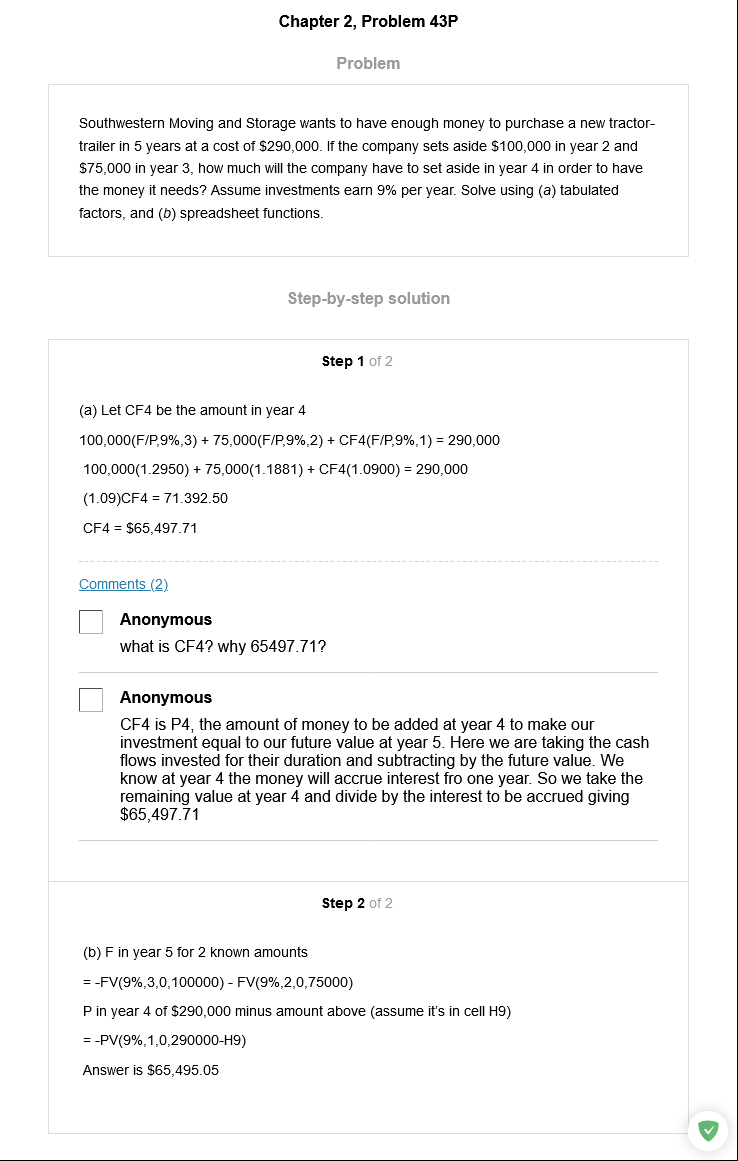 Chapter 2, Problem 43P
Problem
Southwestern Moving and Storage wants to have enough money to purchase a new tractor-
trailer in 5 years at a cost of $290,000. If the company sets aside $100,000 in year 2 and
$75,000 in year 3, how much will the company have to set aside in year 4 in order to have
the money it needs? Assume investments earn 9% per year. Solve using (a) tabulated
factors, and (b) spreadsheet functions.
Step-by-step solution
Step 1 of 2
(a) Let CF4 be the amount in year 4
100,000(F/P,9%,3) + 75,000(F/P,9%,2) + CF4(F/P,9%,1) = 290,000
100,000(1.2950) + 75,000(1.1881) + CF4(1.0900) = 290,000
(1.09)CF4 = 71.392.50
CF4 = $65,497.71
Comments (2)
Anonymous
what is CF4? why 65497.71?
Anonymous
CF4 is P4, the amount of money to be added at year 4 to make our
investment equal to our future value at year 5. Here we are taking the cash
flows invested for their duration and subtracting by the future value. We
know at year 4 the money will accrue interest fro one year. So we take the
remaining value at year 4 and divide by the interest to be accrued giving
$65,497.71
Step 2 of 2
(b) F in year 5 for 2 known amounts
= -FV(9%,3,0,100000) - FV(9%,2,0,75000)
P in year 4 of $290,000 minus amount above (assume it's in cell H9)
= -PV(9%,1,0,290000-H9)
Answer is $65,495.05